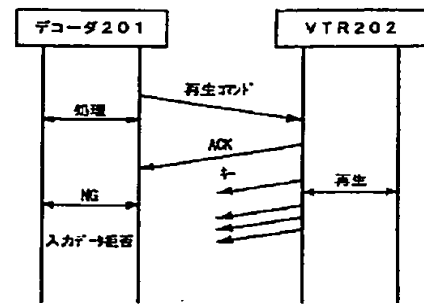 デコーダ201
VTR202
再生コマンド
処理
ACK
キー
再生
NG
入力データ拒否